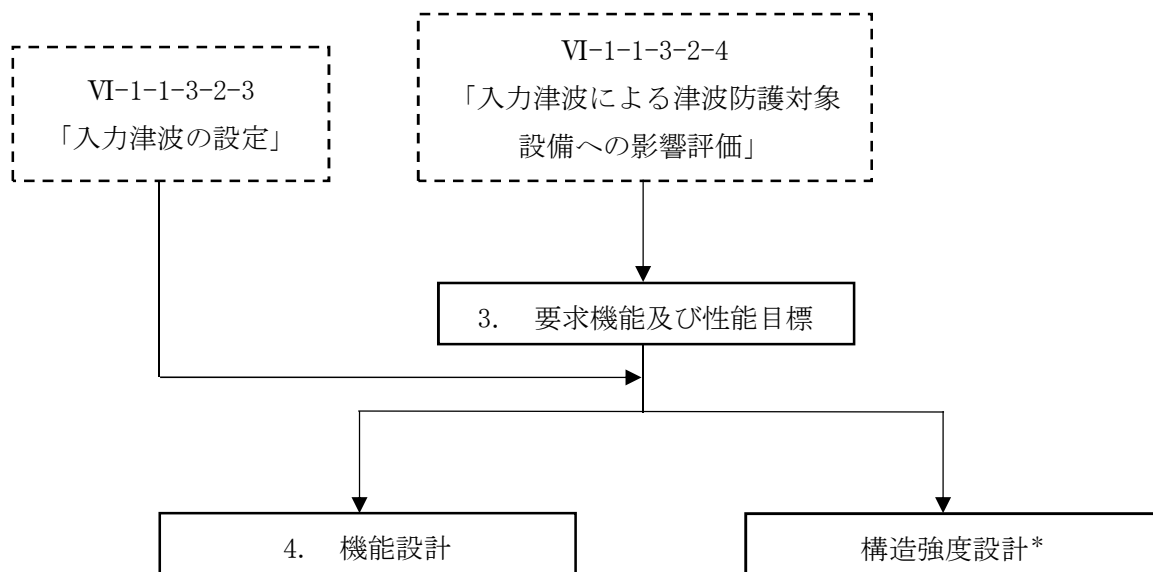 Ⅵ-1-1-3-2-3
「入力津波の設定」
Ⅵ-1-1-3-2-4
「入力津波による津波防護対象
設備への影響評価」
3. 要求機能及び性能目標
4. 機能設計
構造強度設計*